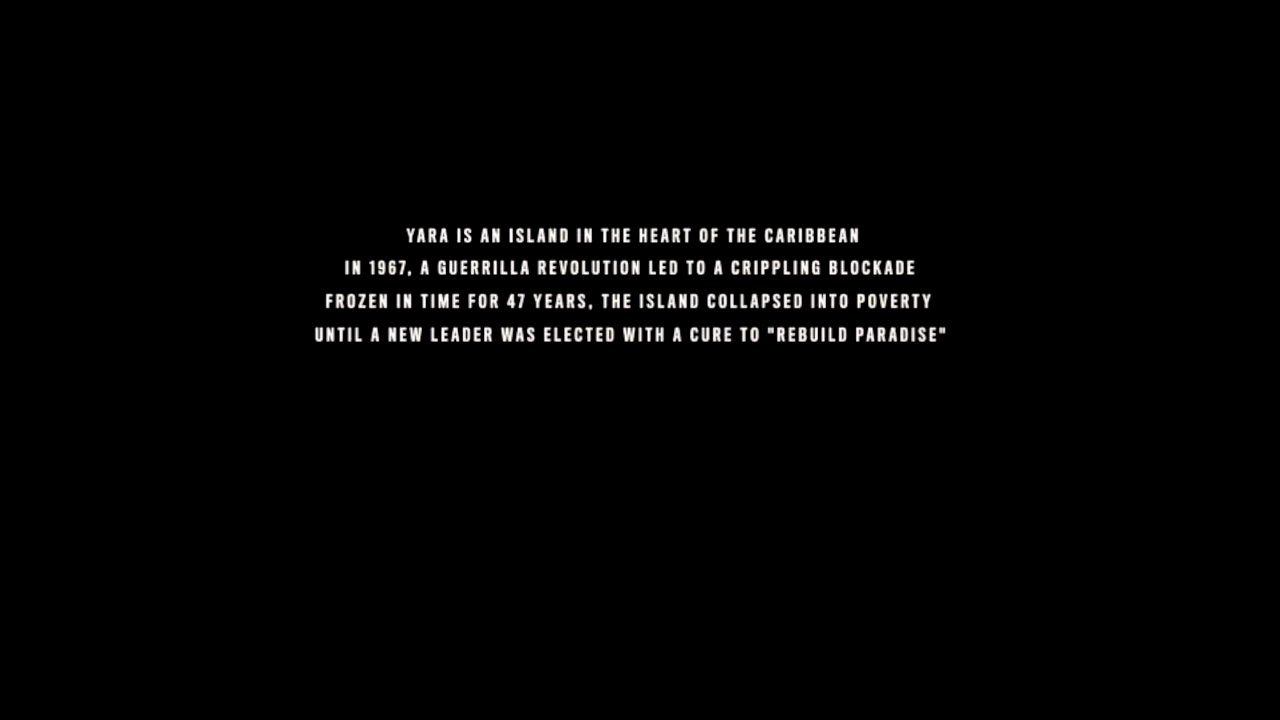 YARA IS AN ISLAND IN THE HEART OF THE CARIBBEAN
IN 1967, A GUERRILLA REVOLUTION LED TO A CRIPPLING BLOCKADE
FROZEN IN TIME FOR 47 YEARS, THE ISLAND COLLAPSED INTO POVERTY
UNTIL A NEW LEADER WAS ELECTED WITH A CURE TO "REBUILD PARADISE"